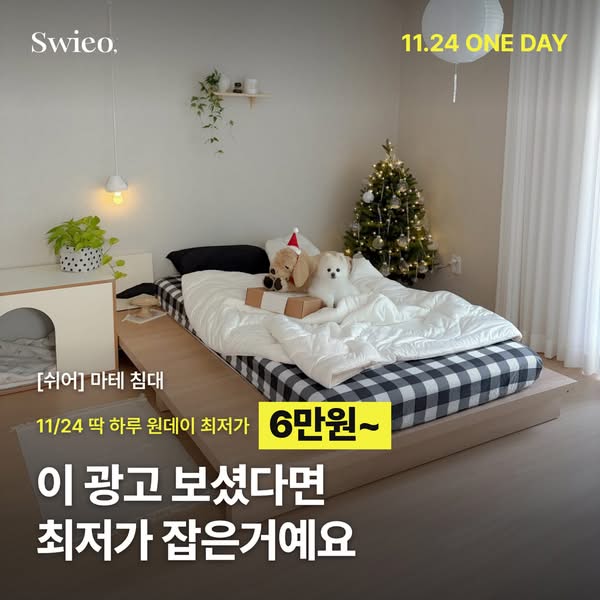 Swieo,
11.24 ONE DAY
[쉬어] 마테 침대
11/24 딱 하루 원데이 최저가 6만원~
이 광고 보셨다면
최저가 잡은거예요